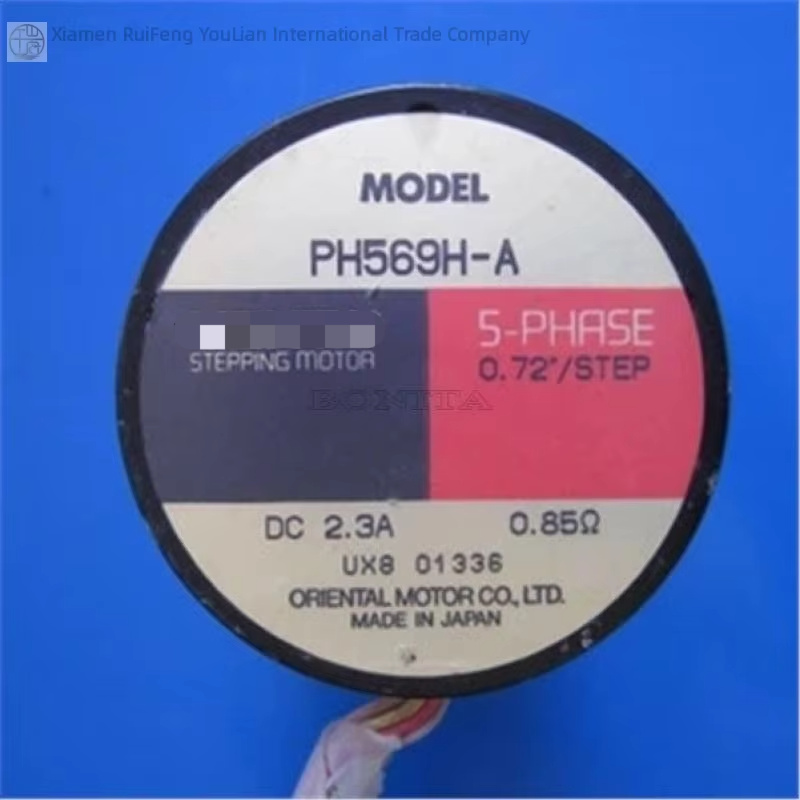 Xiamen RuiFeng YouLian International Trade Company
MODEL
PH569H-A
5-PHASE
STEPPING MOTOR
0.72°/STEP
BONITA
DC 2.3A 0.85Ω
UX8 01336
ORIENTAL MOTOR CO., LTD.
MADE IN JAPAN